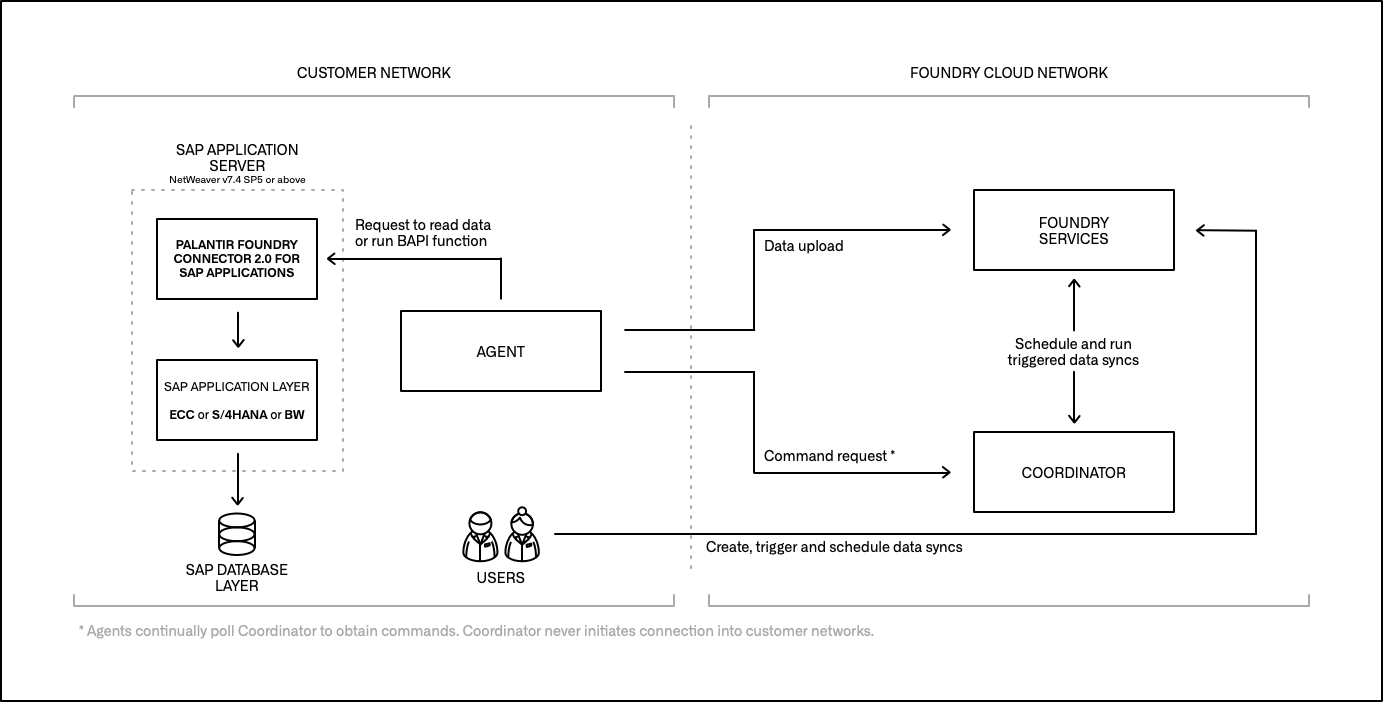 CUSTOMER NETWORK
FOUNDRY CLOUD NETWORK
SAP APPLICATION
SERVER
NetWeaver v7.4 SP5 or above
PALANTIR FOUNDRY
CONNECTOR 2.0 FOR
SAP APPLICATIONS
Request to read data
or run BAPI function
SAP APPLICATION LAYER
ECC or S/4HANA or BW
SAP DATABASE
LAYER
AGENT
USERS
Data upload
Command request *
FOUNDRY
SERVICES
Schedule and run
triggered data syncs
COORDINATOR
Create, trigger and schedule data syncs
* Agents continually poll Coordinator to obtain commands. Coordinator never initiates connection into customer networks.